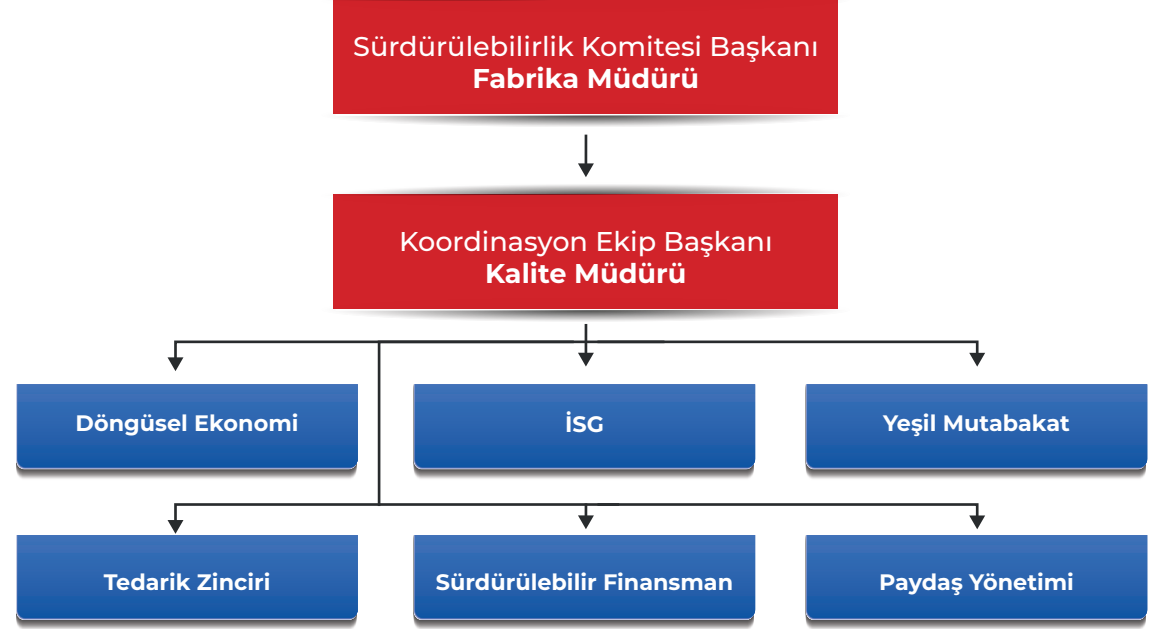 Sürdürülebilirlik Komitesi Başkanı
Fabrika Müdürü
Koordinasyon Ekip Başkanı
Kalite Müdürü
Döngüsel Ekonomi
İSG
Yeşil Mutabakat
Tedarik Zinciri
Sürdürülebilir Finansman
Paydaş Yönetimi